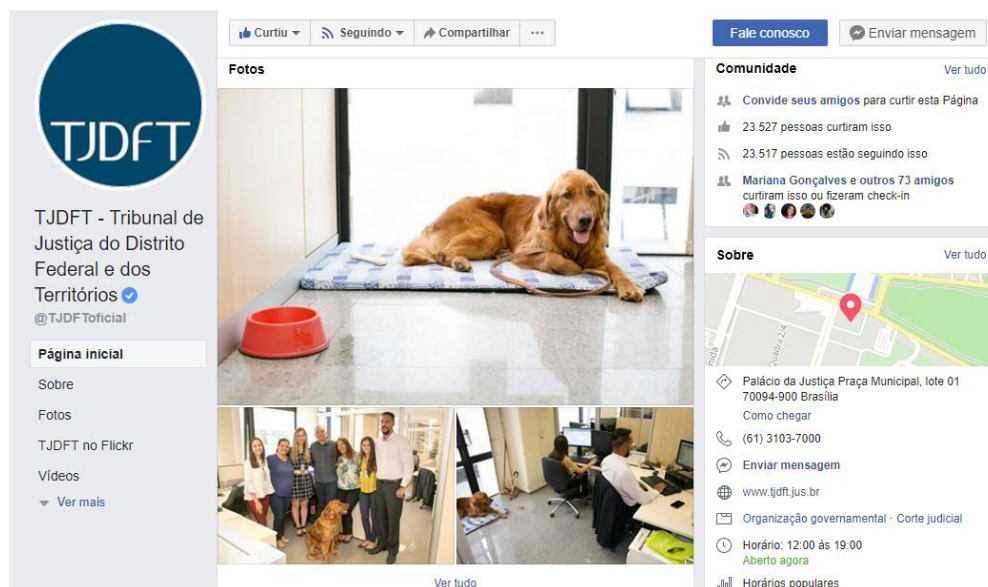 TJDFT
TJDFT - Tribunal de
Justiça do Distrito
Federal e dos
Territórios
@TJDFToficial
Página inicial
Sobre
Fotos
TJDFT no Flickr
Vídeos
Ver mais
Curtiu
Seguindo
Compartilhar
Fotos
Ver tudo
Fale conosco
Enviar mensagem
Comunidade
Ver tudo
Convide seus amigos para curtir esta Página
23.527 pessoas curtiram isso
23.517 pessoas estão seguindo isso
Mariana Gonçalves e outros 73 amigos
curtiram isso ou fizeram check-in
Sobre
Ver tudo
nida
Quadra 2/4
Palácio da Justiça Praça Municipal, lote 01
70094-900 Brasília
Como chegar
(61) 3103-7000
Enviar mensagem
www.tjdft.jus.br
Organização governamental · Corte judicial
Horário: 12:00 às 19:00
Aberto agora
Horários populares